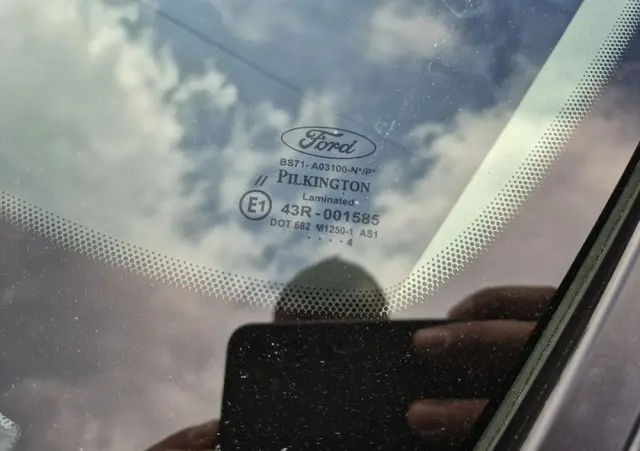 Ford
BS71-A03100-N*/P*
PILKINGTON
//
Laminated
E1
43R-001585
DOT 682 M1250-1 AS1
. . . . 4